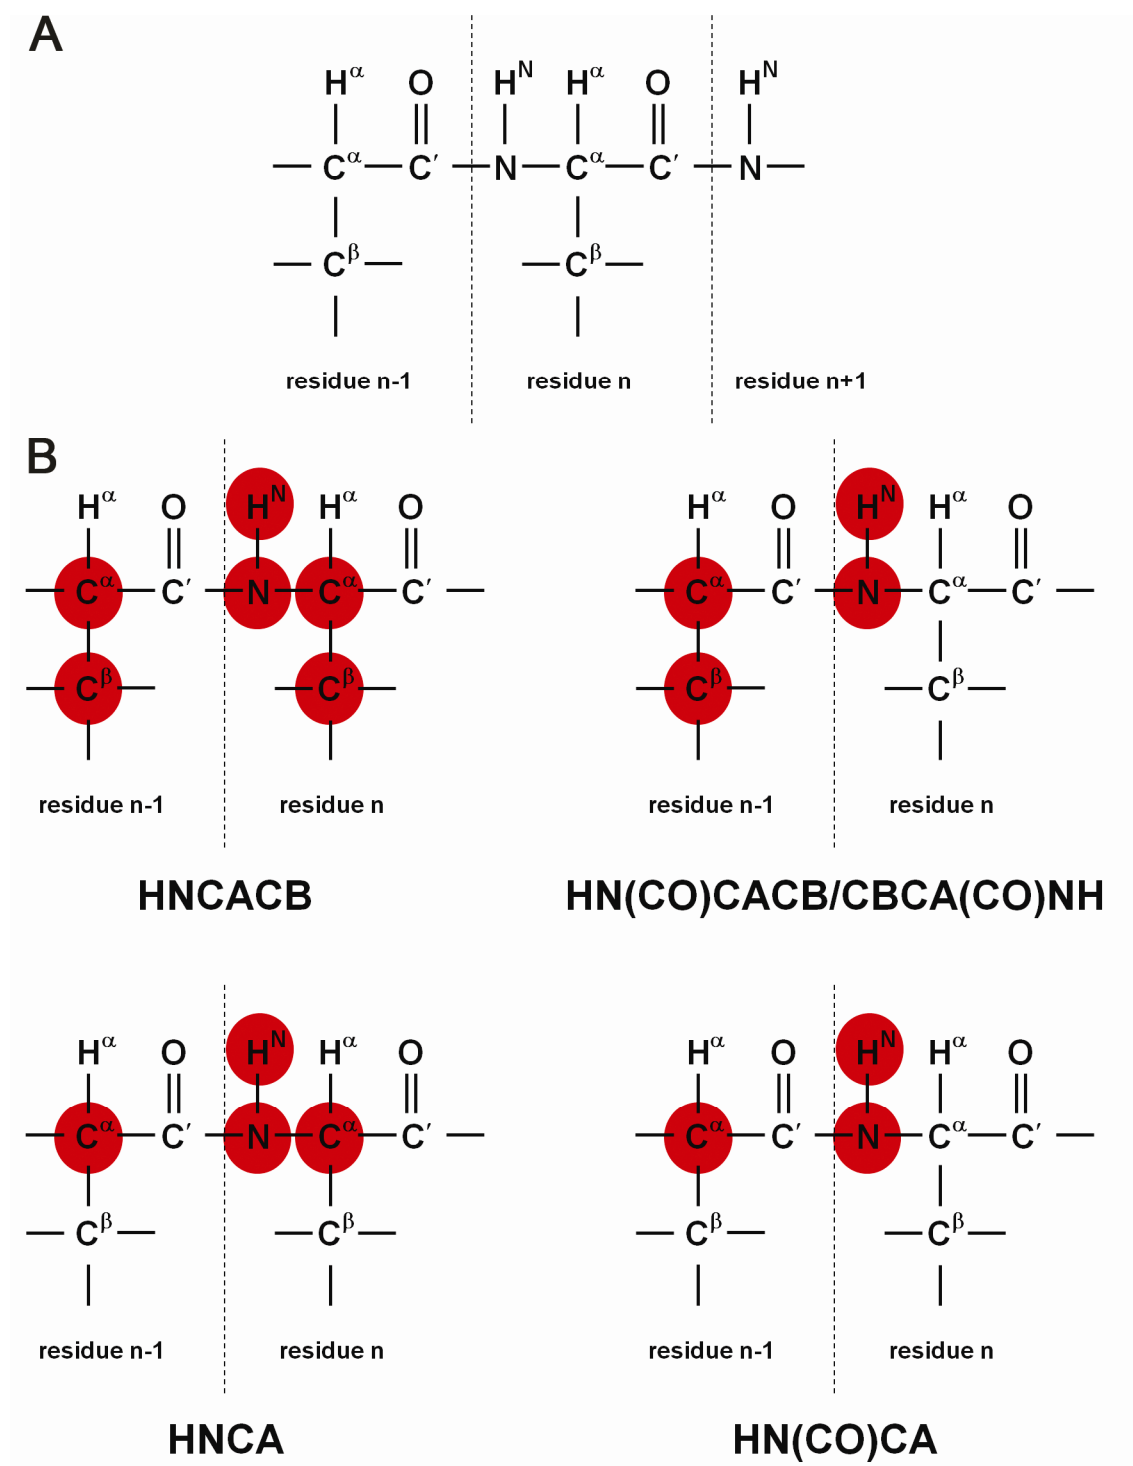 A
Hα O Hᴺ Hα O Hᴺ
Cα C′ N Cα C′ N
Cβ Cβ
residue n-1 residue n residue n+1
B
Hα O Hᴺ Hα O
Cα C′ N Cα C′
Cβ Cβ
residue n-1 residue n
HNCACB
Hα O Hᴺ Hα O
Cα C′ N Cα C′
Cβ Cβ
residue n-1 residue n
HN(CO)CACB/CBCA(CO)NH
Hα O Hᴺ Hα O
Cα C′ N Cα C′
Cβ Cβ
residue n-1 residue n
HNCA
Hα O Hᴺ Hα O
Cα C′ N Cα C′
Cβ Cβ
residue n-1 residue n
HN(CO)CA